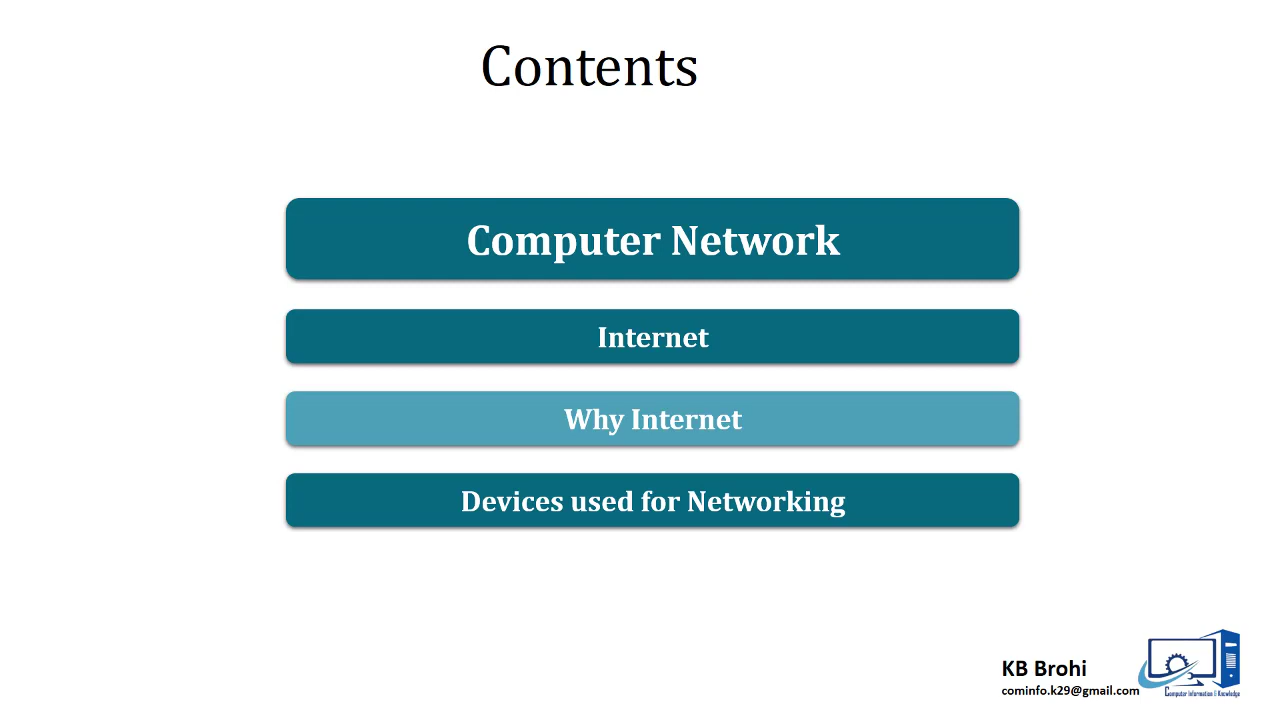 Contents
Computer Network
Internet
Why Internet
Devices used for Networking
KB Brohi
cominfo.k29@gmail.com
Computer Information & Knowledge